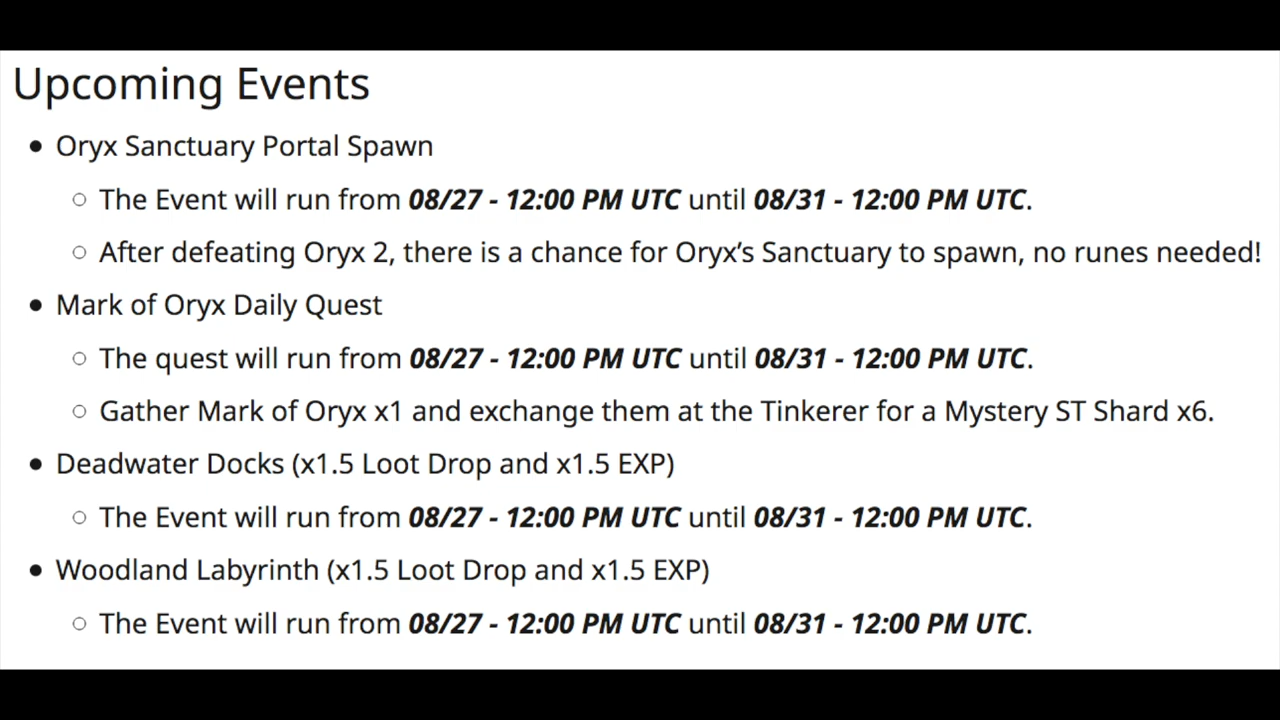 Upcoming Events
• Oryx Sanctuary Portal Spawn
○ The Event will run from 08/27 - 12:00 PM UTC until 08/31 - 12:00 PM UTC.
○ After defeating Oryx 2, there is a chance for Oryx’s Sanctuary to spawn, no runes needed!
• Mark of Oryx Daily Quest
○ The quest will run from 08/27 - 12:00 PM UTC until 08/31 - 12:00 PM UTC.
○ Gather Mark of Oryx x1 and exchange them at the Tinkerer for a Mystery ST Shard x6.
• Deadwater Docks (x1.5 Loot Drop and x1.5 EXP)
○ The Event will run from 08/27 - 12:00 PM UTC until 08/31 - 12:00 PM UTC.
• Woodland Labyrinth (x1.5 Loot Drop and x1.5 EXP)
○ The Event will run from 08/27 - 12:00 PM UTC until 08/31 - 12:00 PM UTC.